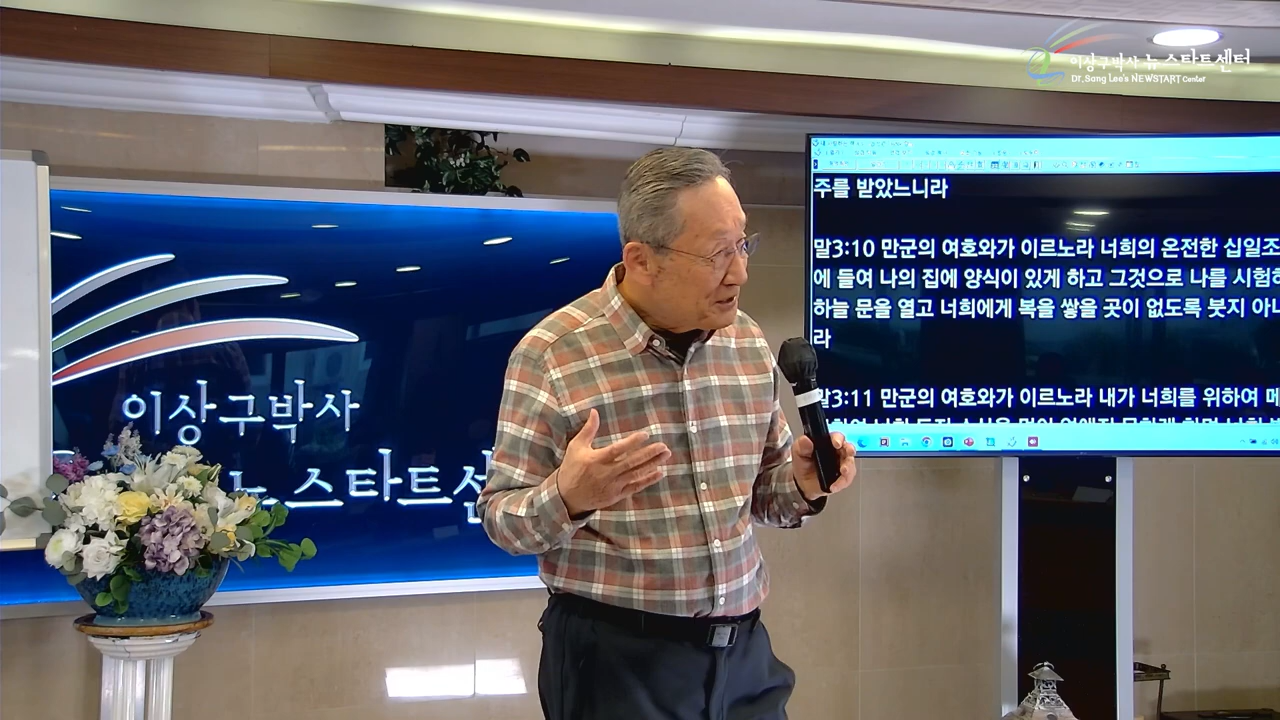 이상구박사 뉴스타트센터
Dr. Sang Lee's NEWSTART Center
주를 받았느니라
말3:10 만군의 여호와가 이르노라 너희의 온전한 십일조
에 들여 나의 집에 양식이 있게 하고 그것으로 나를 시험하
하늘 문을 열고 너희에게 복을 쌓을 곳이 없도록 붓지 아니
라
말3:11 만군의 여호와가 이르노라 내가 너희를 위하여 메
이상구박사
뉴스타트센